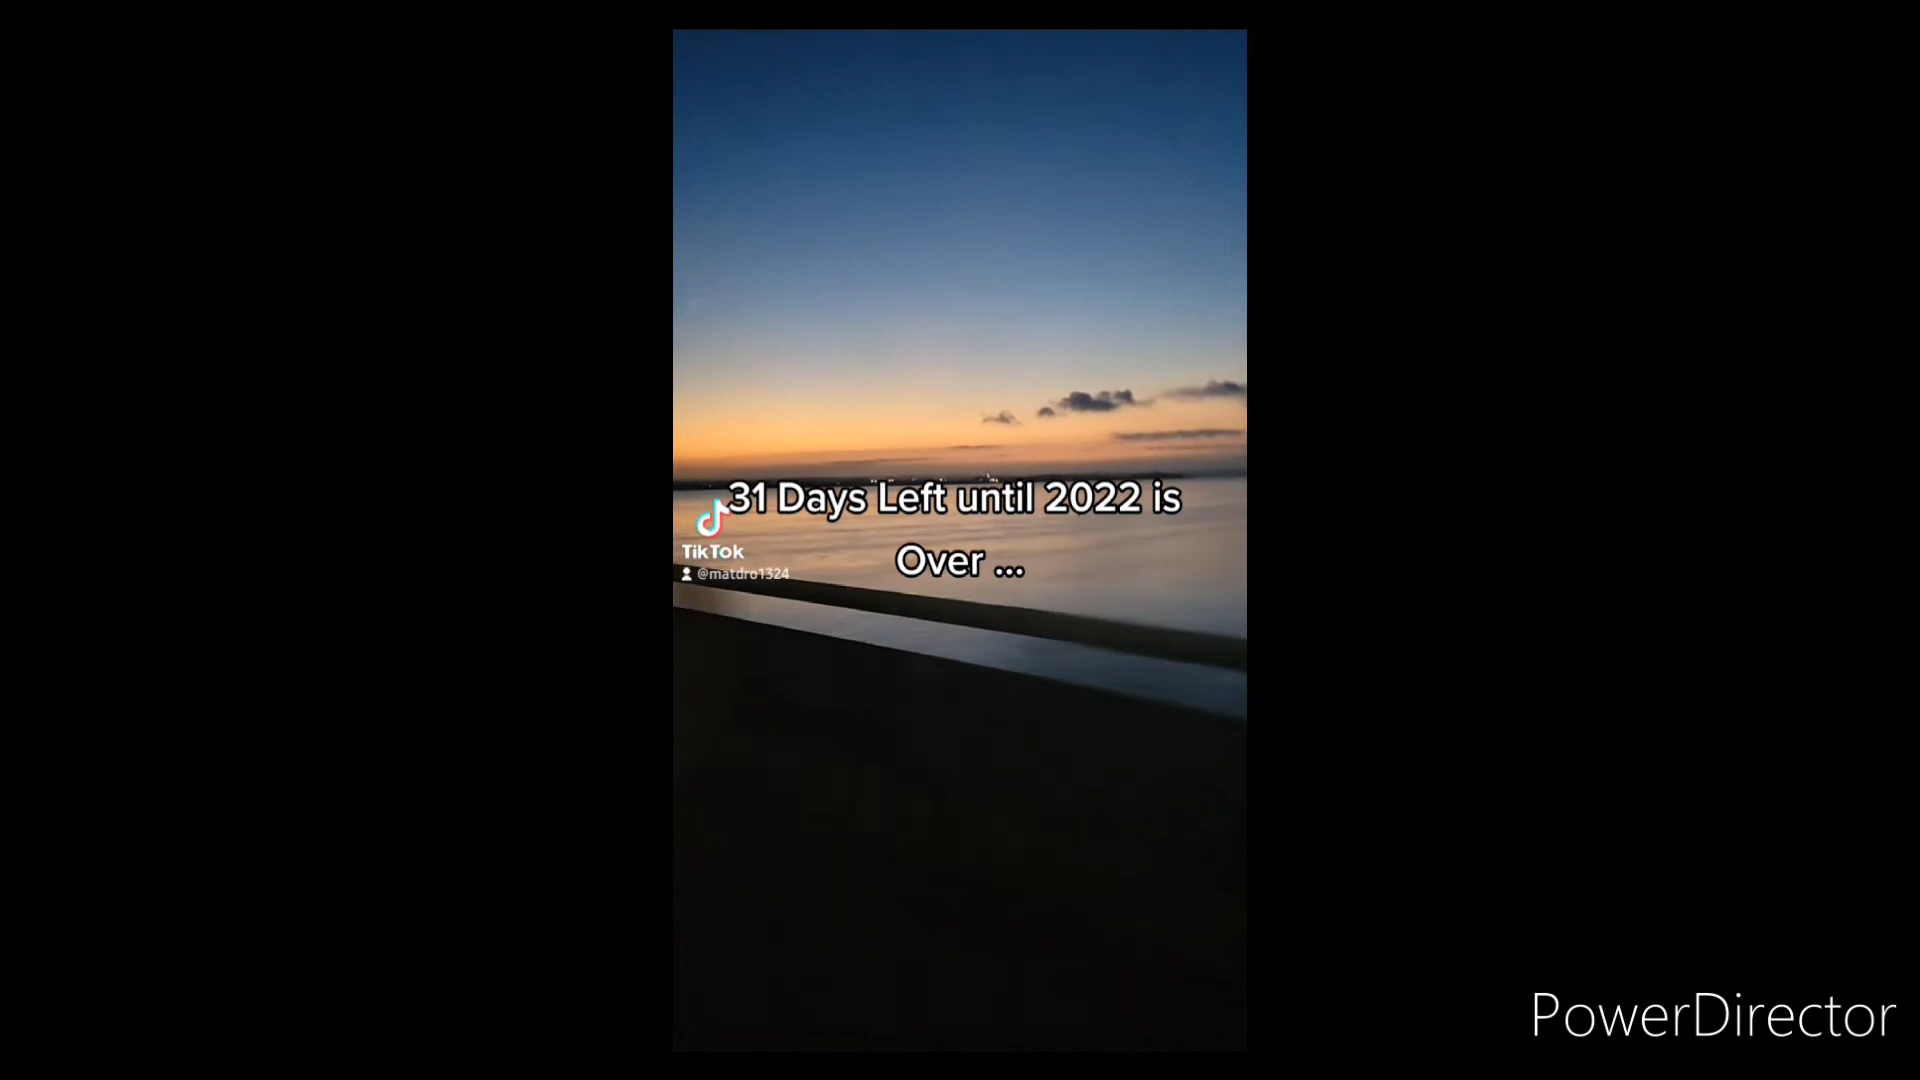 31 Days Left until 2022 is
Over ...
TikTok
@matdro1324
PowerDirector